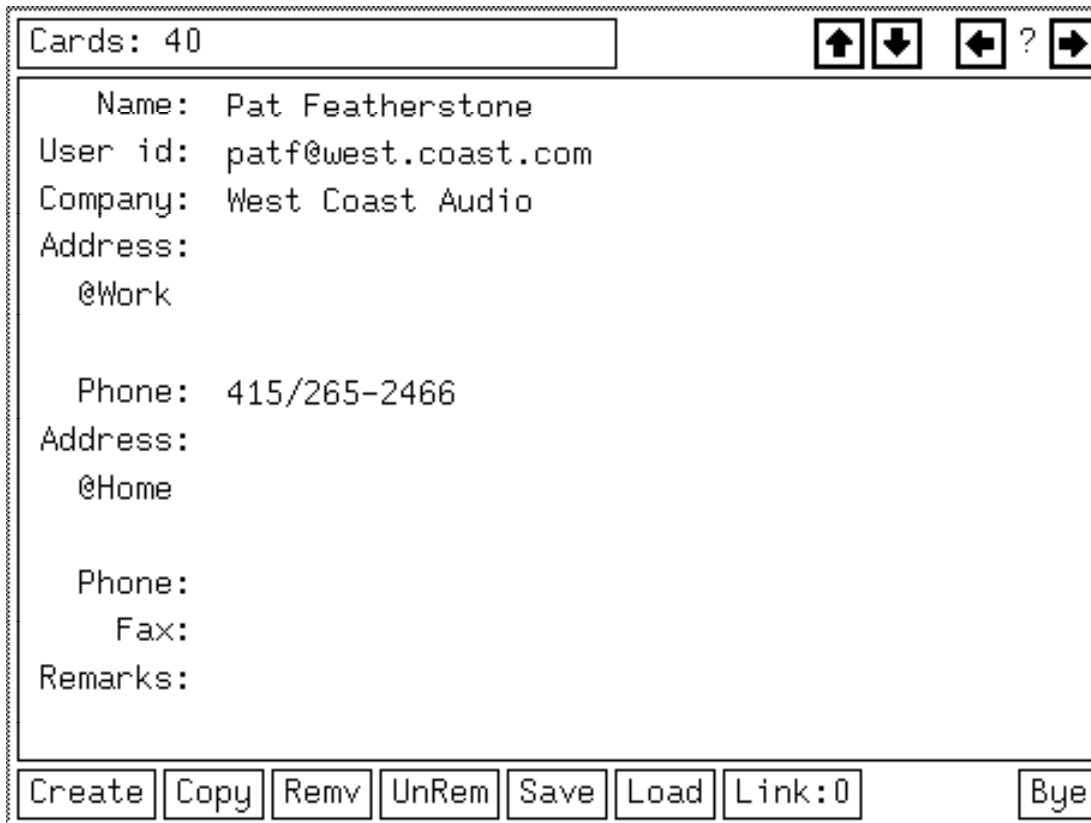 Cards: 40 ?
Name: Pat Featherstone
User id: patf@west.coast.com
Company: West Coast Audio
Address:
@Work
Phone: 415/265-2466
Address:
@Home
Phone:
Fax:
Remarks:
Create Copy Remv UnRem Save Load Link:0 Bye